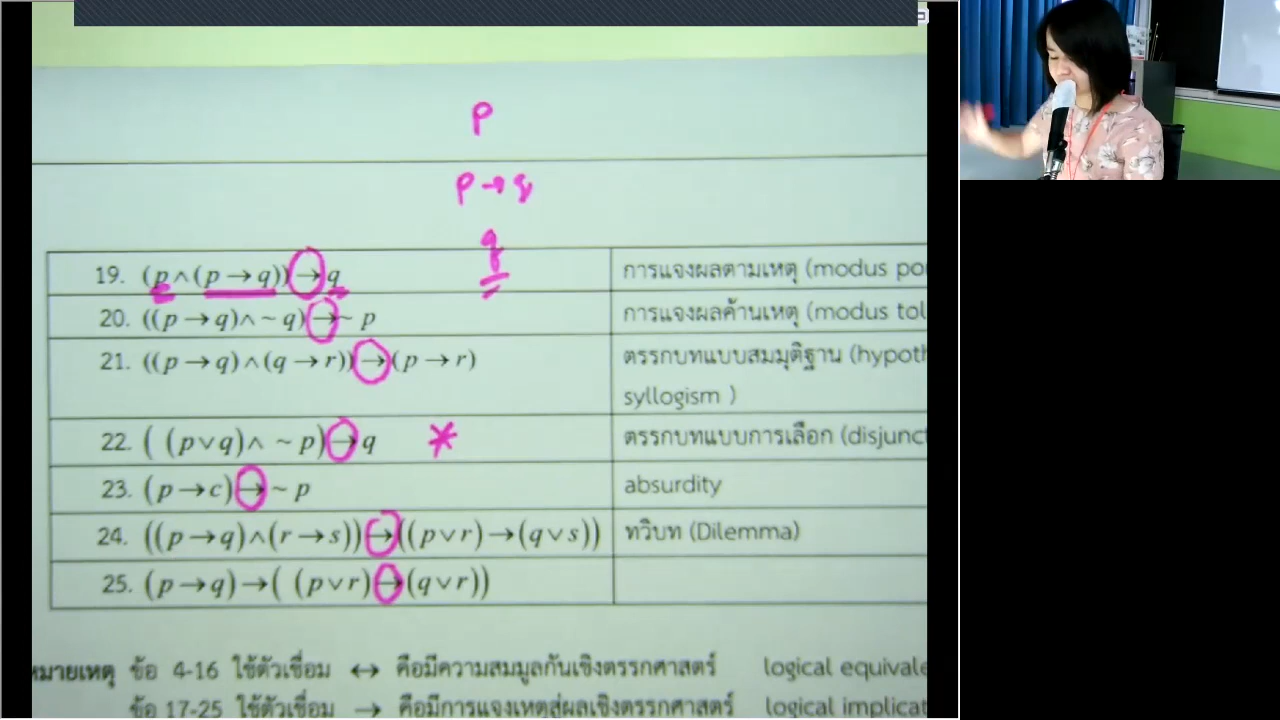 p
p → q
q
19. (p ∧ (p → q)) → q การแจงผลตามเหตุ (modus po
20. ((p → q) ∧ ~ q) → ~ p การแจงผลค้านเหตุ (modus tol
21. ((p → q) ∧ (q → r)) → (p → r) ตรรกบทแบบสมมุติฐาน (hypoth
syllogism )
22. ( (p ∨ q) ∧ ~ p) → q * ตรรกบทแบบการเลือก (disjunct
23. (p → c) → ~ p absurdity
24. ((p → q) ∧ (r → s)) → ((p ∨ r) → (q ∨ s)) ทวิบท (Dilemma)
25. (p → q) → ( (p ∨ r) → (q ∨ r))
หมายเหตุ ข้อ 4-16 ใช้ตัวเชื่อม ↔ คือมีความสมมูลกันเชิงตรรกศาสตร์ logical equivale
ข้อ 17-25 ใช้ตัวเชื่อม → คือมีการแจงเหตุสู่ผลเชิงตรรกศาสตร์ logical implicat